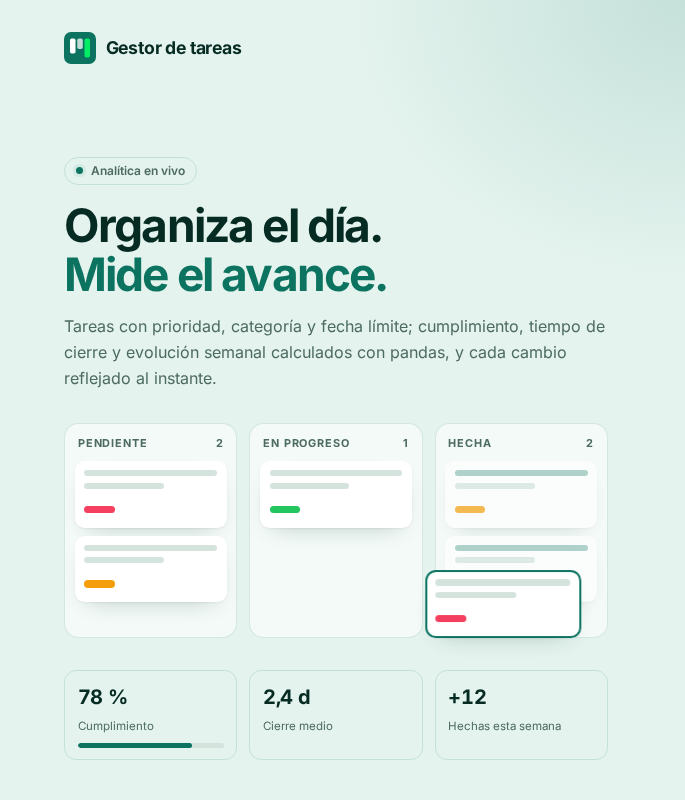 Gestor de tareas
Analítica en vivo
Organiza el día.
Mide el avance.
Tareas con prioridad, categoría y fecha límite; cumplimiento, tiempo de
cierre y evolución semanal calculados con pandas, y cada cambio
reflejado al instante.
PENDIENTE 2
EN PROGRESO 1
HECHA 2
78 %
Cumplimiento
2,4 d
Cierre medio
+12
Hechas esta semana